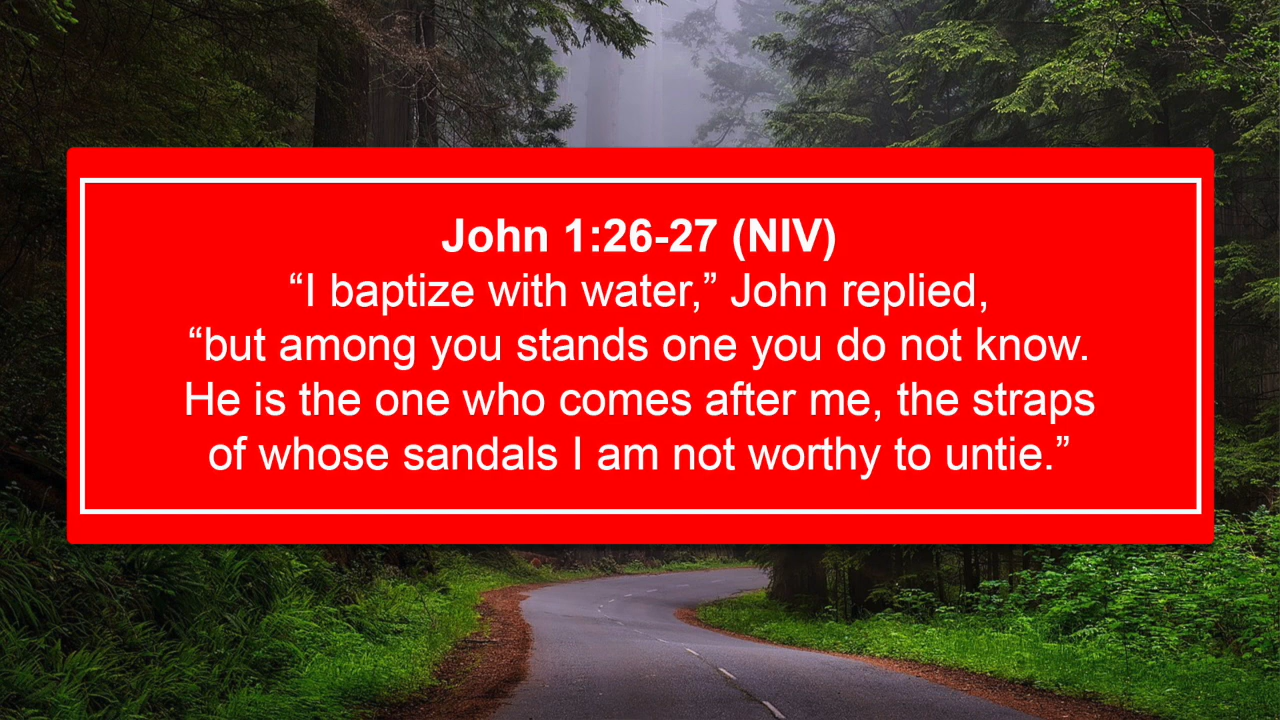 John 1:26-27 (NIV)
“I baptize with water,” John replied,
“but among you stands one you do not know.
He is the one who comes after me, the straps
of whose sandals I am not worthy to untie.”